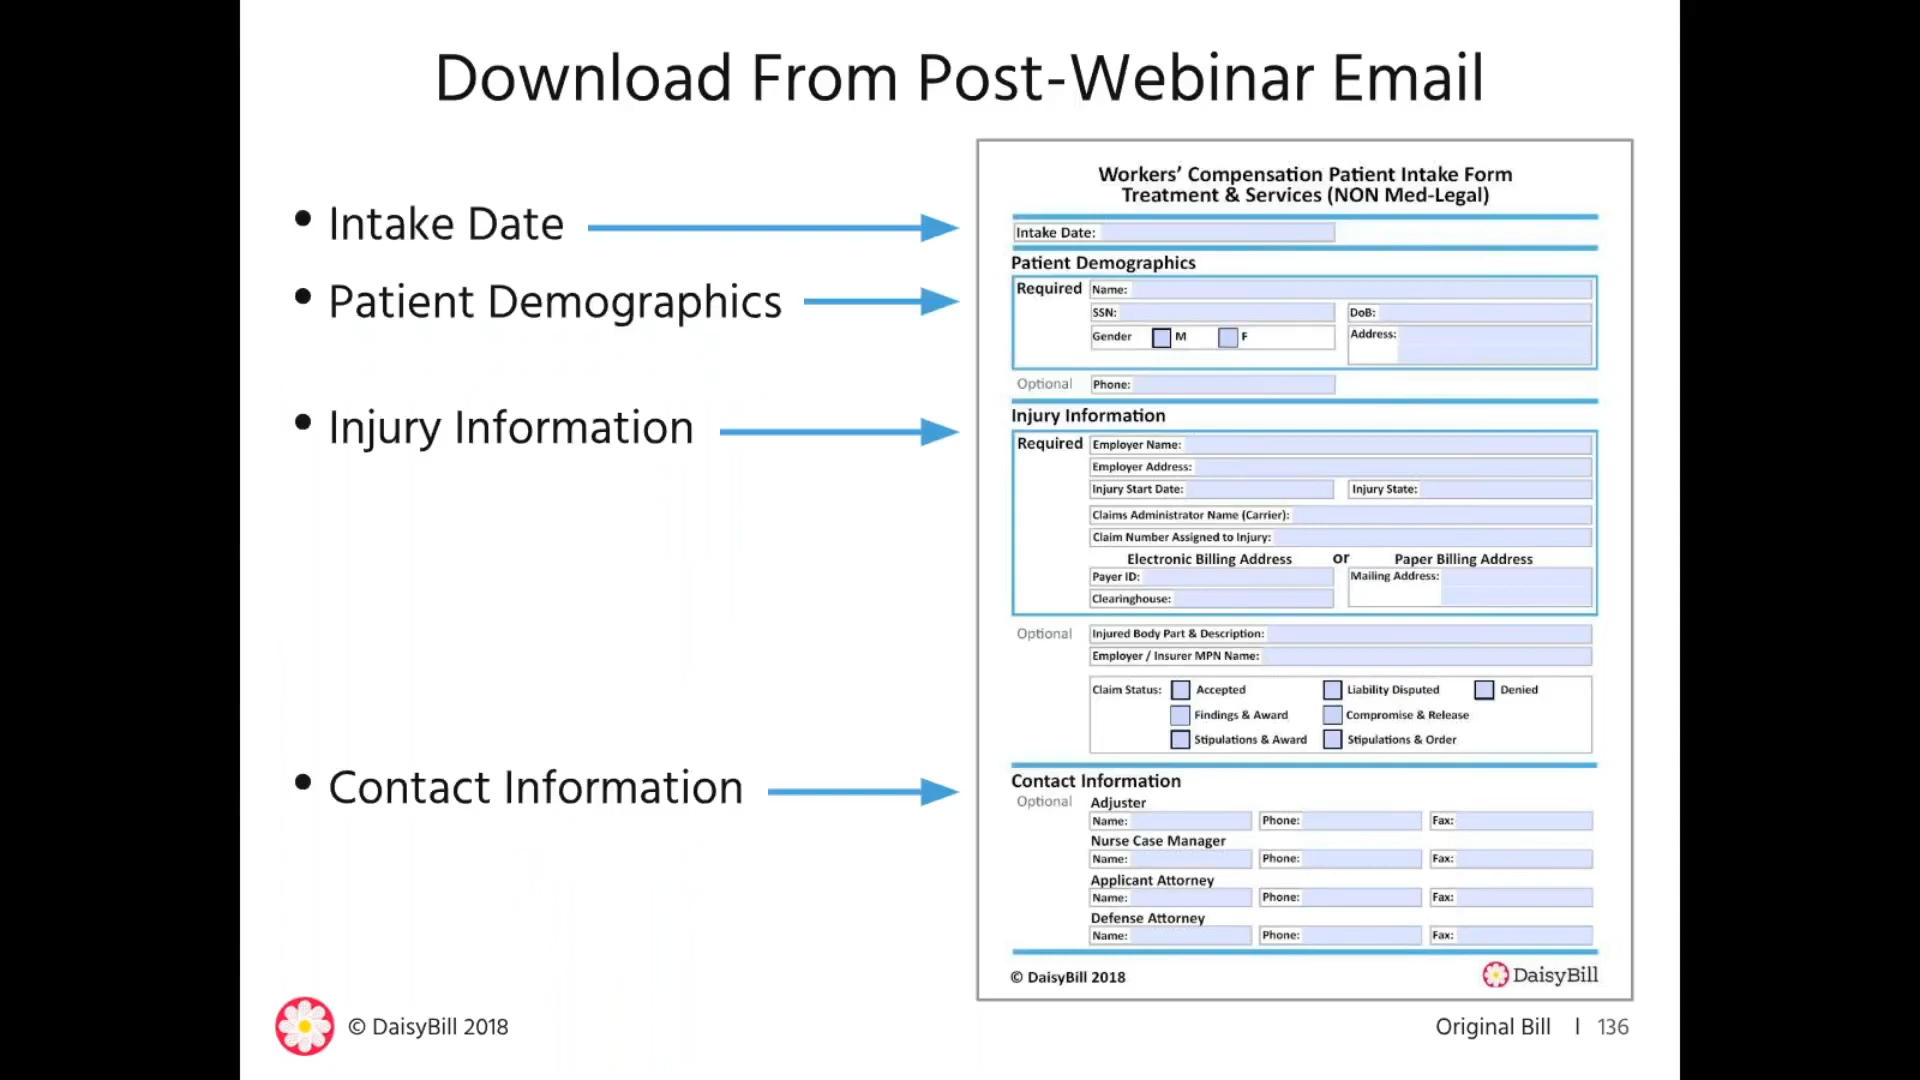 Download From Post-Webinar Email
• Intake Date
• Patient Demographics
• Injury Information
• Contact Information
Workers' Compensation Patient Intake Form
Treatment & Services (NON Med-Legal)
Intake Date:
Patient Demographics
Required Name:
SSN: DoB:
Gender M F Address:
Optional Phone:
Injury Information
Required Employer Name:
Employer Address:
Injury Start Date: Injury State:
Claims Administrator Name (Carrier):
Claim Number Assigned to Injury:
Electronic Billing Address or Paper Billing Address
Payer ID: Mailing Address:
Clearinghouse:
Optional Injured Body Part & Description:
Employer / Insurer MPN Name:
Claim Status: Accepted Liability Disputed Denied
Findings & Award Compromise & Release
Stipulations & Award Stipulations & Order
Contact Information
Optional Adjuster
Name: Phone: Fax:
Nurse Case Manager
Name: Phone: Fax:
Applicant Attorney
Name: Phone: Fax:
Defense Attorney
Name: Phone: Fax:
© DaisyBill 2018 DaisyBill
© DaisyBill 2018 Original Bill | 136